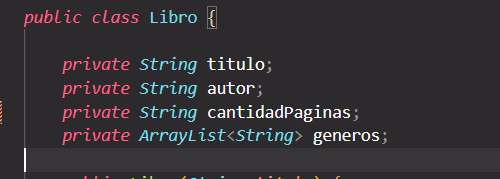 public class Libro {
private String titulo;
private String autor;
private String cantidadPaginas;
private ArrayList<String> generos;